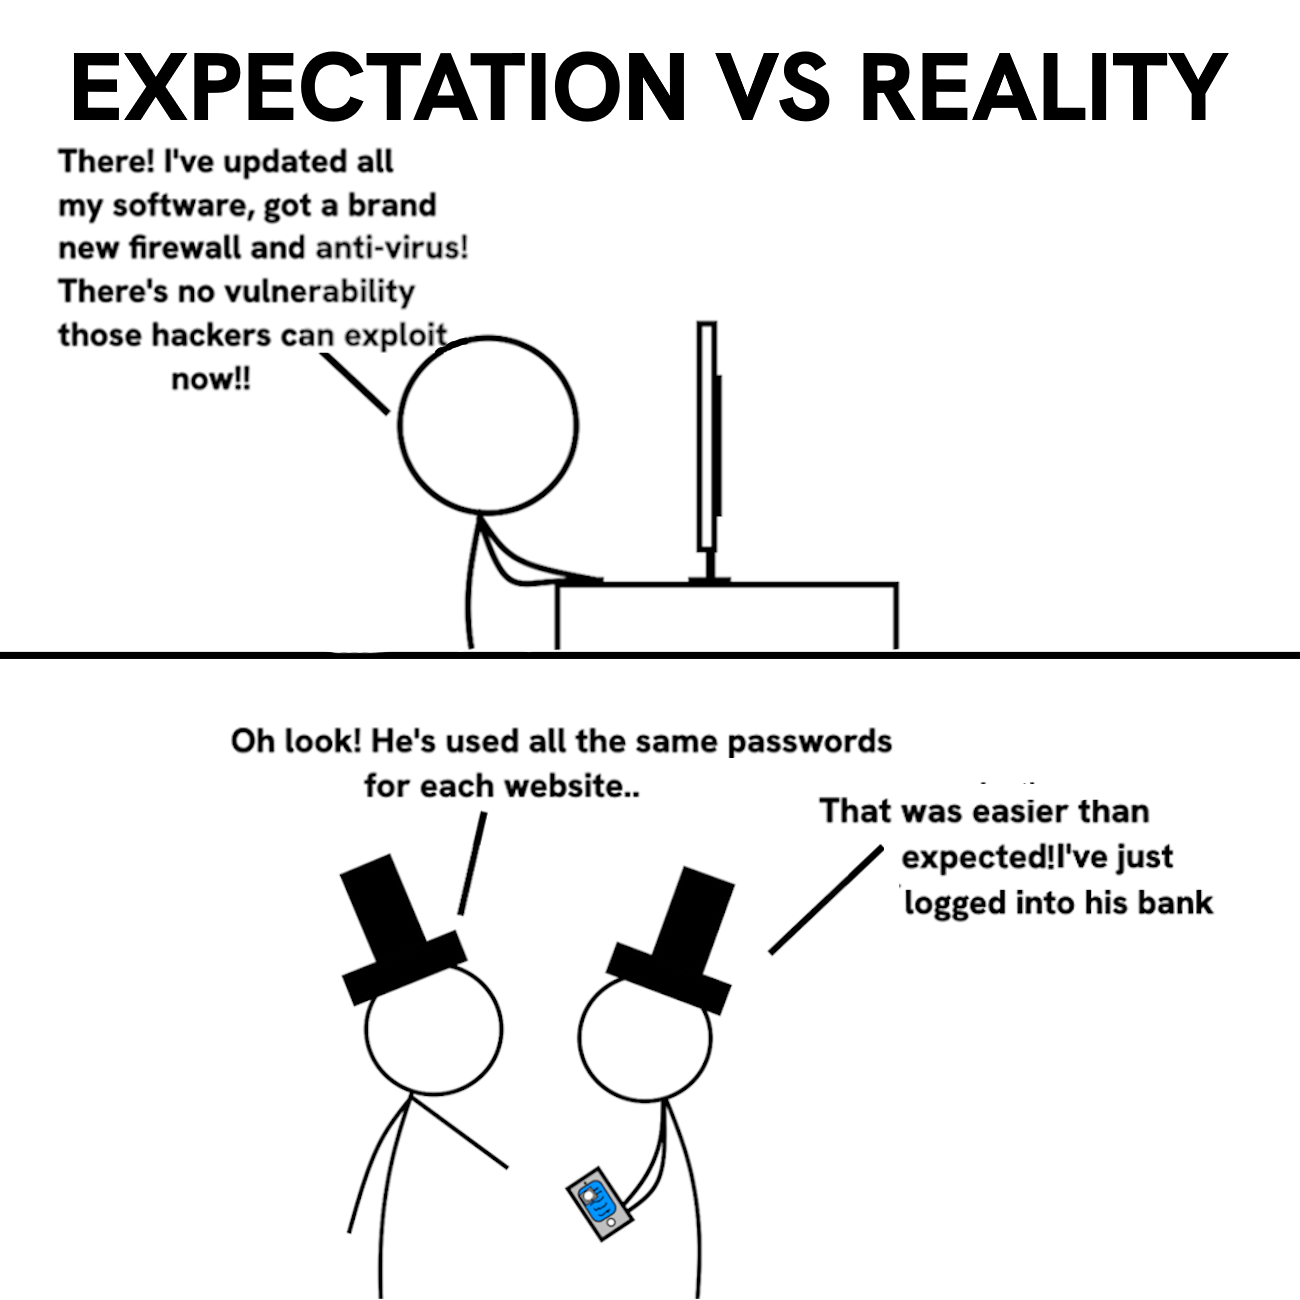 EXPECTATION VS REALITY
There! I've updated all
my software, got a brand
new firewall and anti-virus!
There's no vulnerability
those hackers can exploit
now!!
Oh look! He's used all the same passwords
for each website..
That was easier than
expected!I've just
logged into his bank